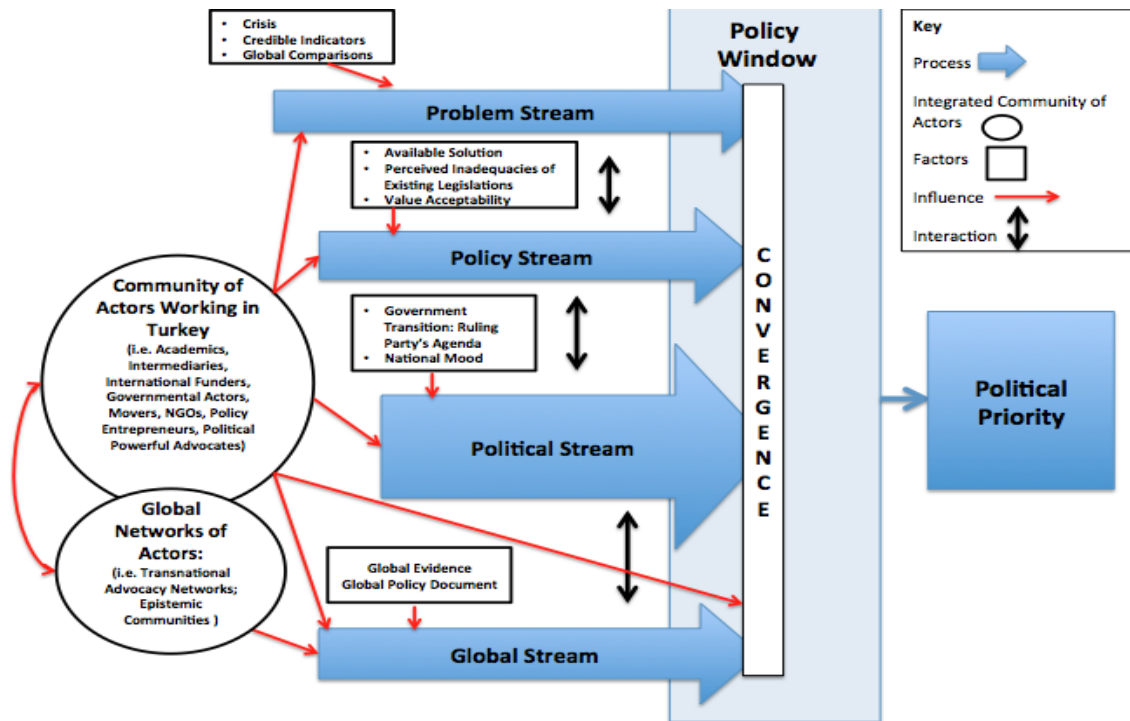 • Crisis
• Credible Indicators
• Global Comparisons
Policy
Window
Key
Process
Integrated Community of
Actors
Factors
Influence
Interaction
Problem Stream
• Available Solution
• Perceived Inadequacies of
Existing Legislations
• Value Acceptability
Policy Stream
Community of
Actors Working in
Turkey
(i.e. Academics,
Intermediaries,
International Funders,
Governmental Actors,
Movers, NGOs, Policy
Entrepreneurs, Political
Powerful Advocates)
• Government
Transition: Ruling
Party's Agenda
• National Mood
Political Stream
CONVERGENCE
Political
Priority
Global
Networks of
Actors:
(i.e. Transnational
Advocacy Networks;
Epistemic
Communities )
Global Evidence
Global Policy Document
Global Stream